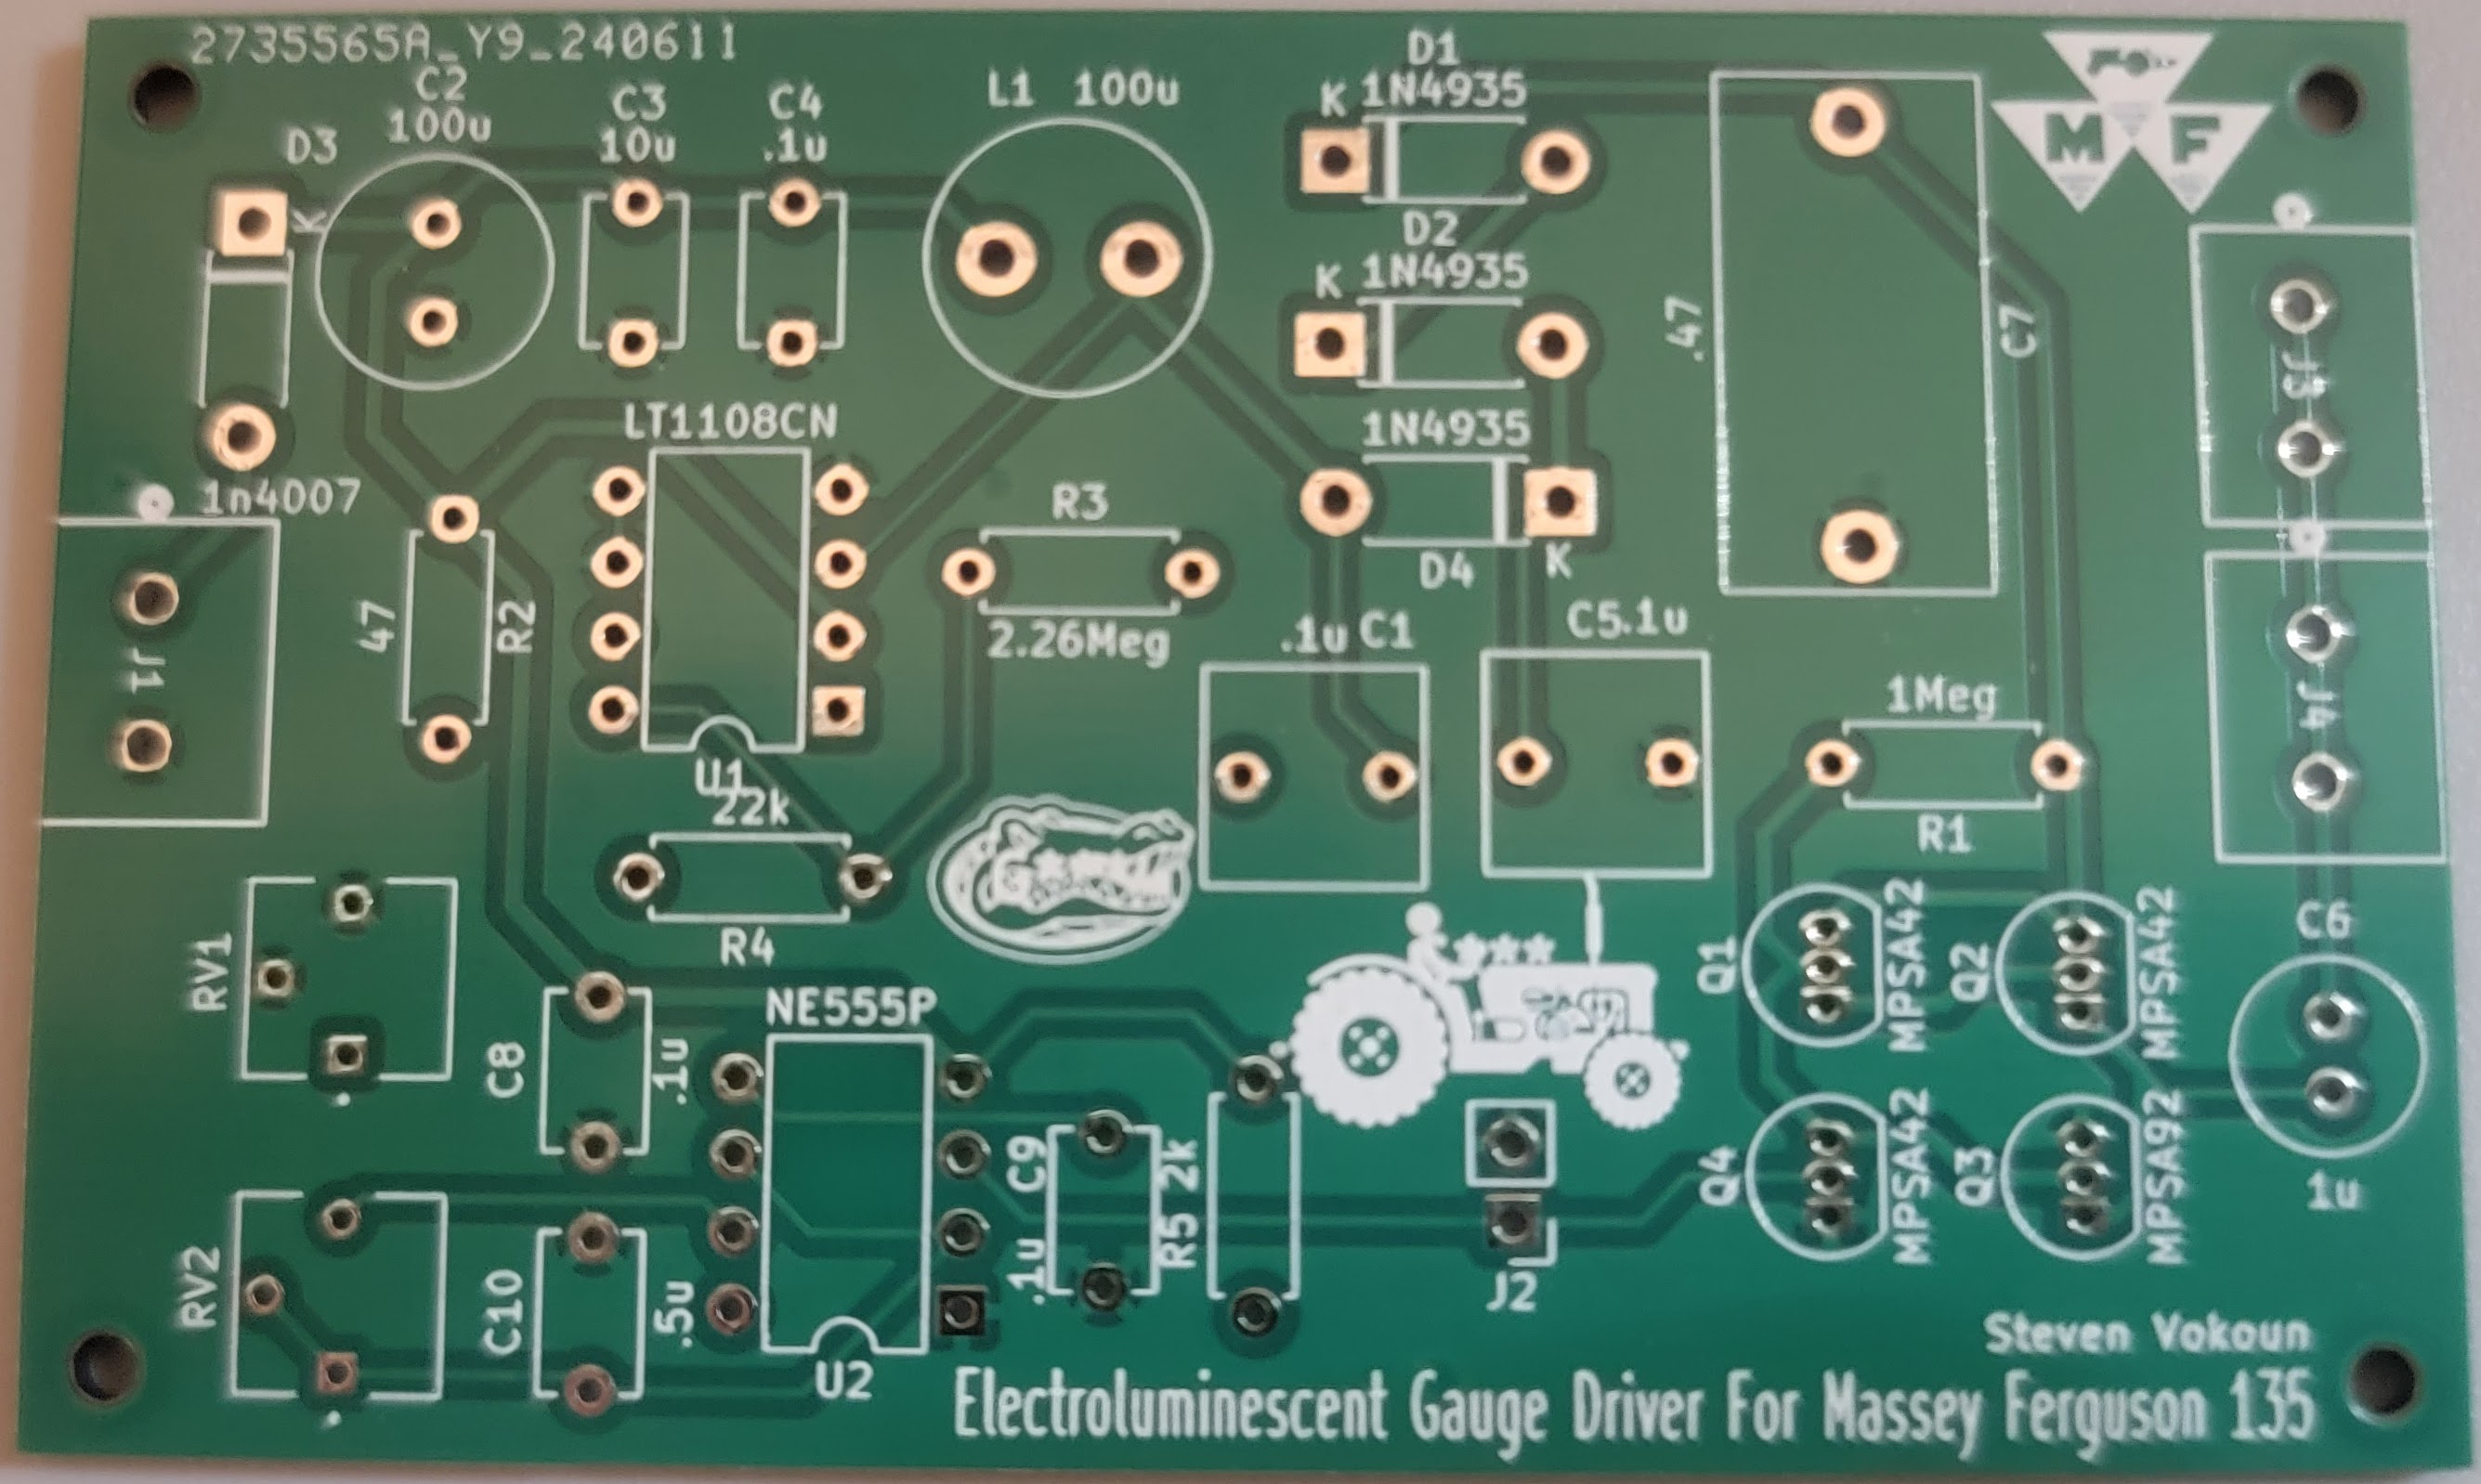 2735565A_Y9_240611
C2
100u
C3
10u
C4
.1u
L1 100u
D1
K 1N4935
M F
D3
K
D2
K 1N4935
.47
C7
J3
LT1108CN
1N4935
D4
K
1n4007
R3
2.26Meg
J1
47
R2
.1u C1
C5 .1u
J4
1Meg
R1
U1
22k
R4
RV1
C6
1u
Q1
MPSA42
Q2
MPSA42
NE555P
C8
.1u
C9
.1u
R5 2k
Q4
MPSA42
Q3
MPSA92
RV2
C10
.5u
U2
J2
Steven Vokoun
Electroluminescent Gauge Driver For Massey Ferguson 135